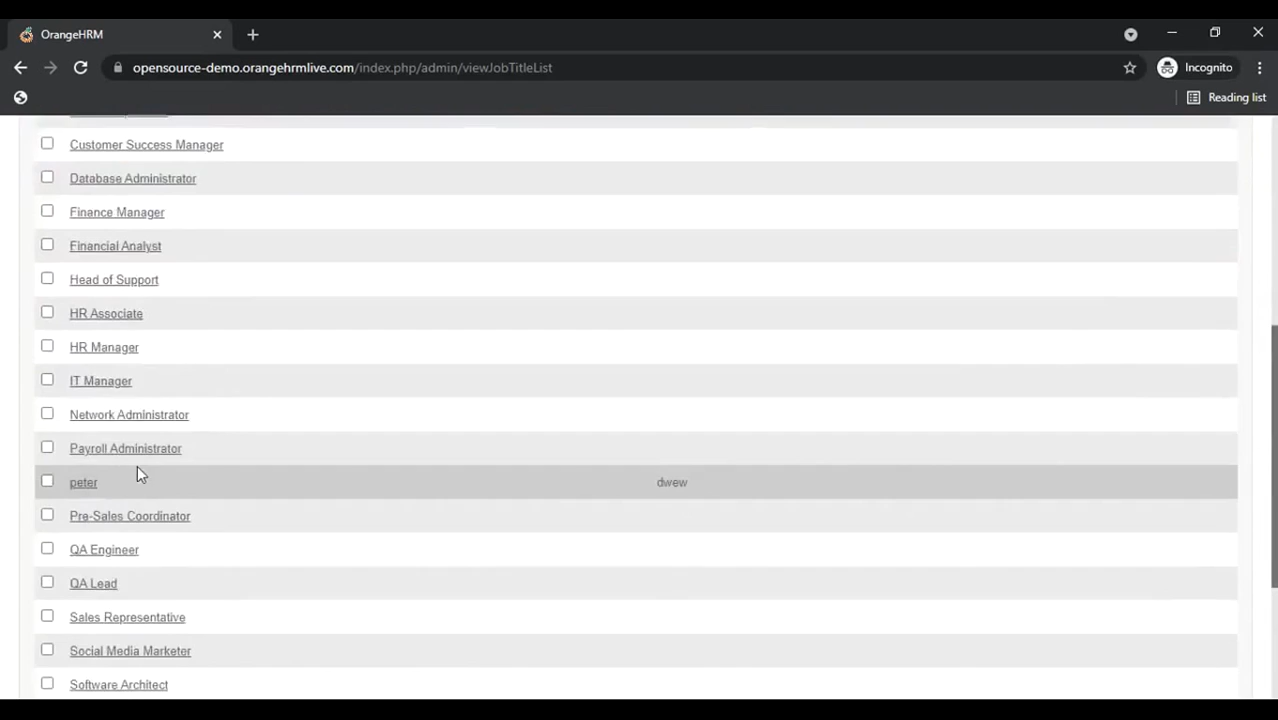 OrangeHRM
opensource-demo.orangehrmlive.com/index.php/admin/viewJobTitleList
Incognito
Reading list
Customer Success Manager
Database Administrator
Finance Manager
Financial Analyst
Head of Support
HR Associate
HR Manager
IT Manager
Network Administrator
Payroll Administrator
peter dwew
Pre-Sales Coordinator
QA Engineer
QA Lead
Sales Representative
Social Media Marketer
Software Architect